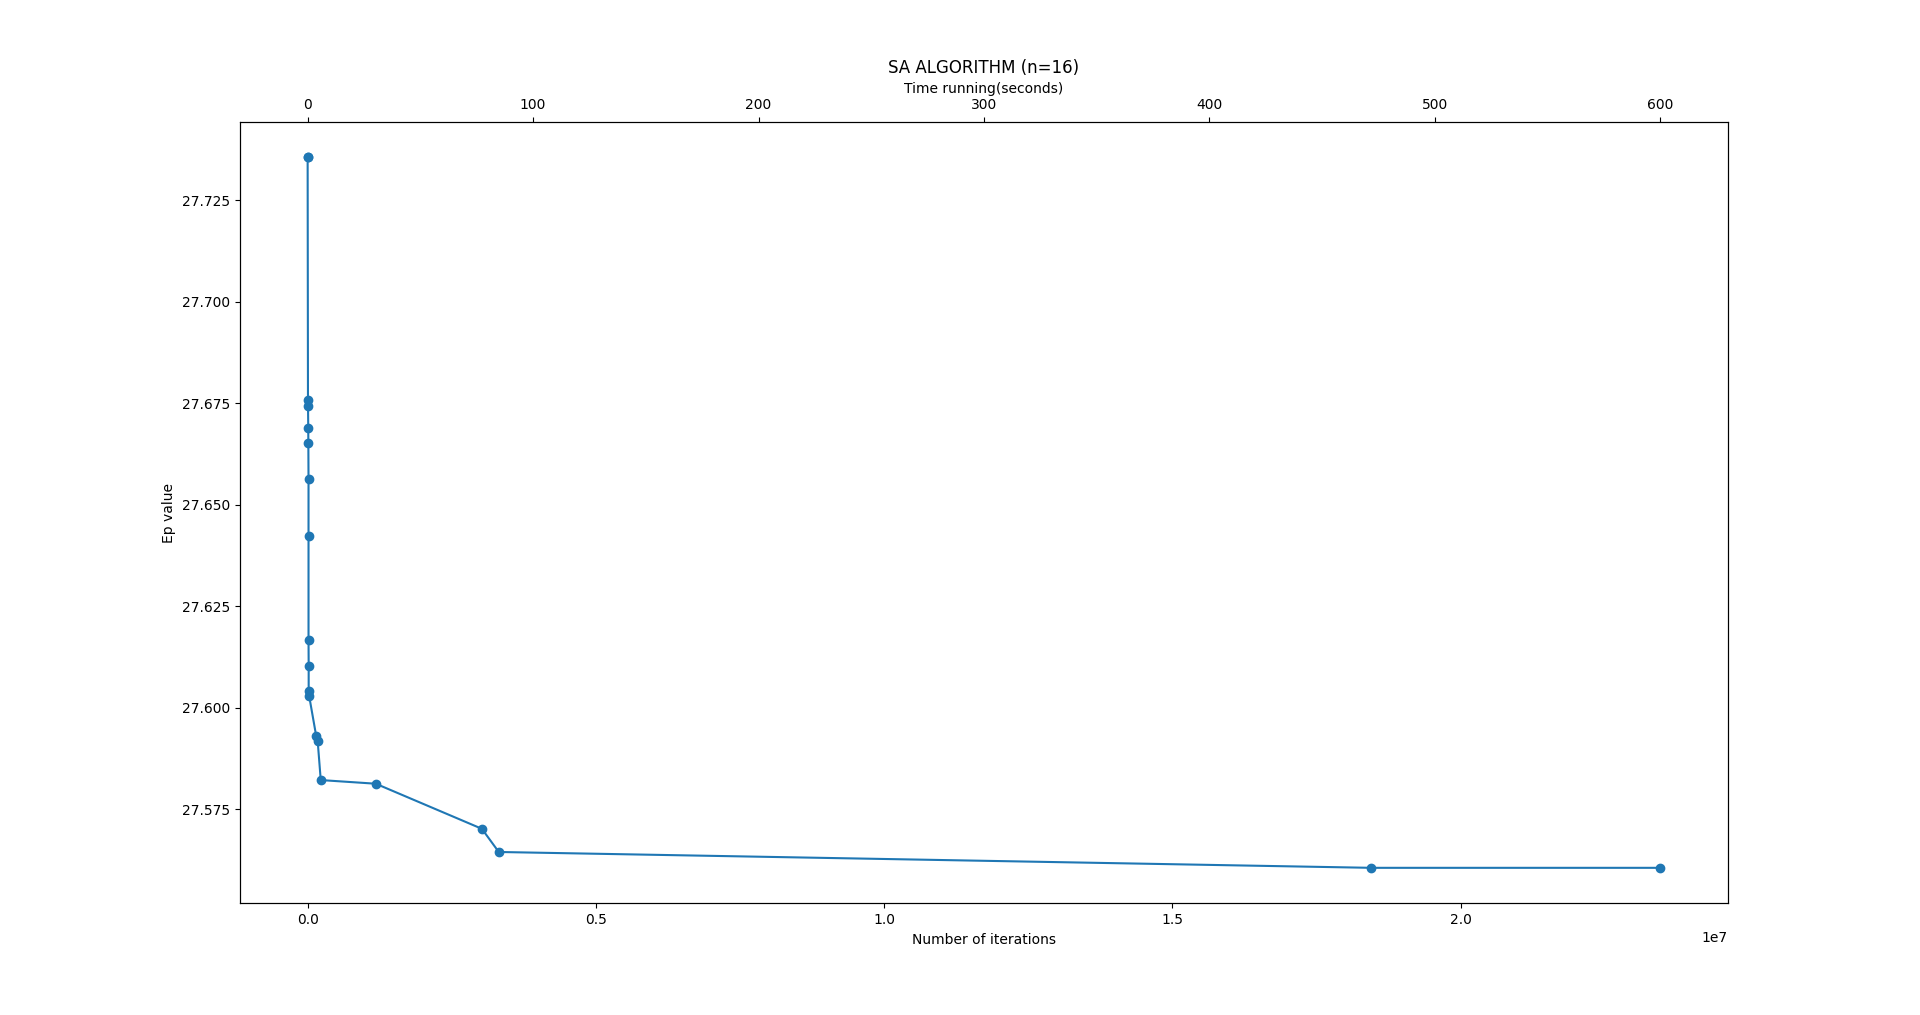 SA ALGORITHM (n=16)
Time running(seconds)
0 100 200 300 400 500 600
27.725
27.700
27.675
27.650
27.625
27.600
27.575
Ep value
0.0 0.5 1.0 1.5 2.0
Number of iterations
1e7